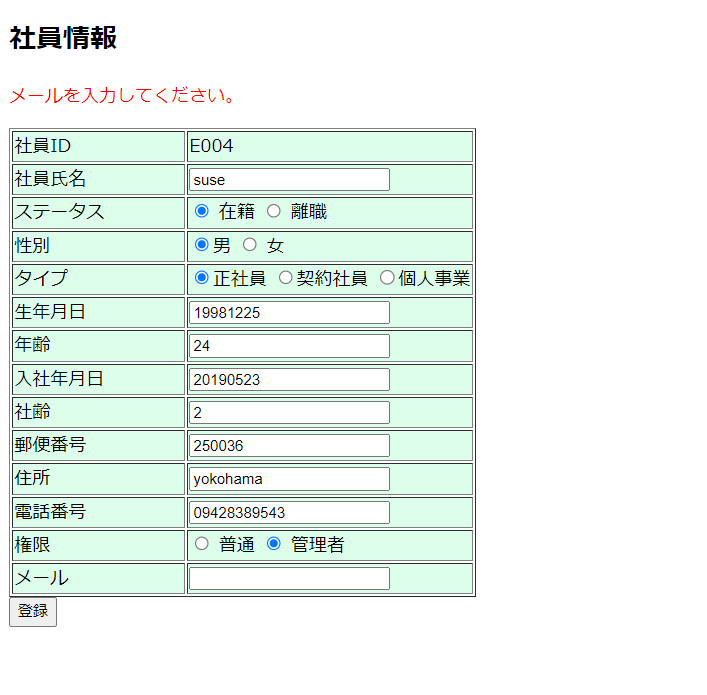 社員情報
メールを入力してください。
社員ID E004
社員氏名 suse
ステータス 在籍 離職
性別 男 女
タイプ 正社員 契約社員 個人事業
生年月日 19981225
年齢 24
入社年月日 20190523
社齢 2
郵便番号 250036
住所 yokohama
電話番号 09428389543
権限 普通 管理者
メール
登録